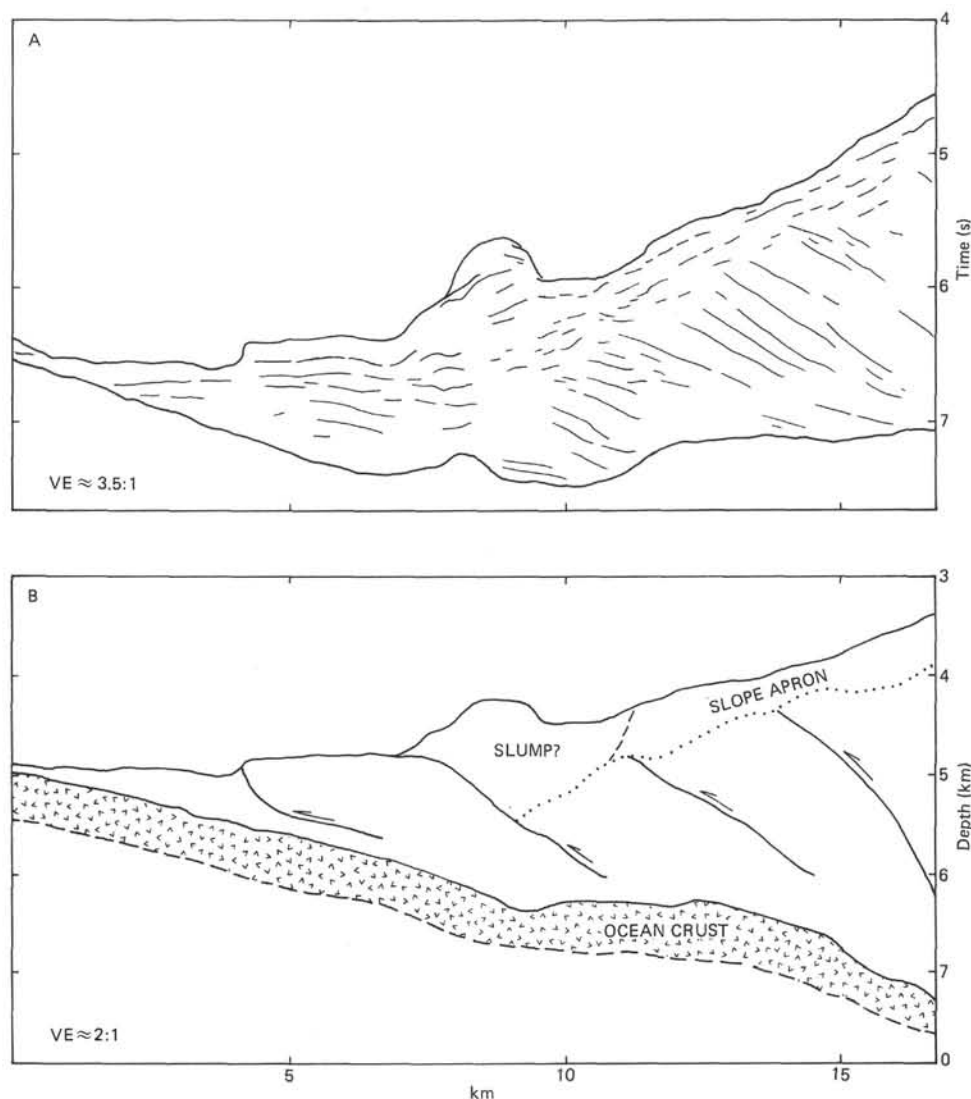 A
4
5
6
7
Time (s)
VE ≈ 3.5:1
B
3
4
5
6
7
0
Depth (km)
SLOPE APRON
SLUMP?
OCEAN CRUST
VE≈2:1
5
10
15
km